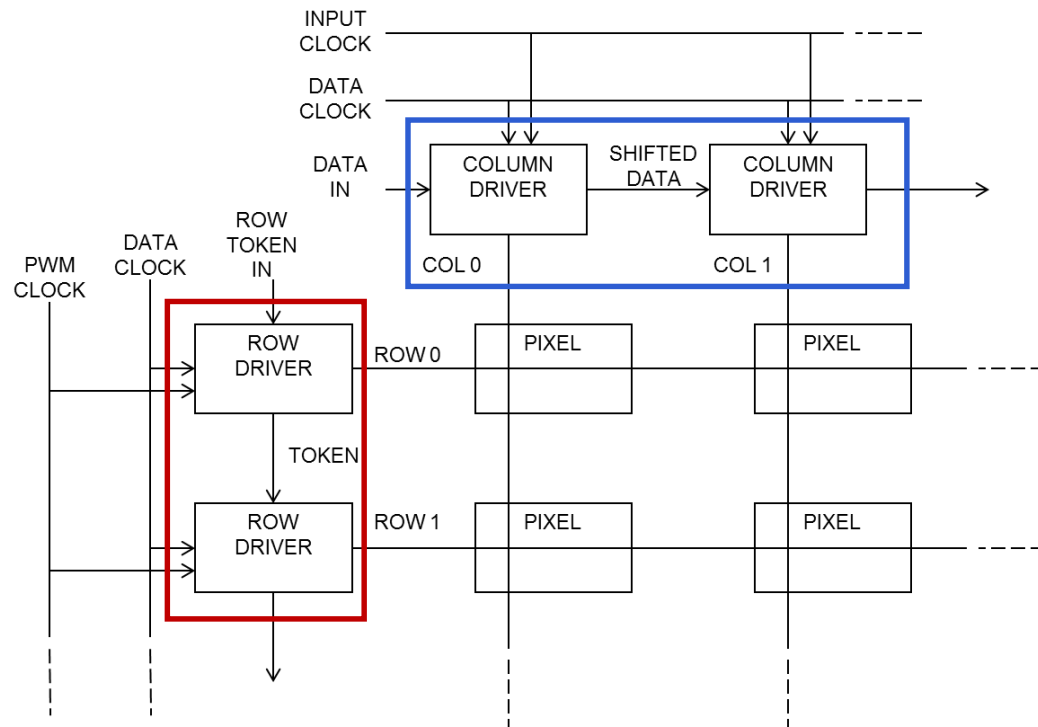 INPUT
CLOCK
DATA
CLOCK
DATA
IN
COLUMN
DRIVER
SHIFTED
DATA
COLUMN
DRIVER
ROW
TOKEN
IN
DATA
CLOCK
PWM
CLOCK
COL 0
COL 1
ROW
DRIVER
ROW 0
PIXEL
PIXEL
TOKEN
ROW
DRIVER
ROW 1
PIXEL
PIXEL